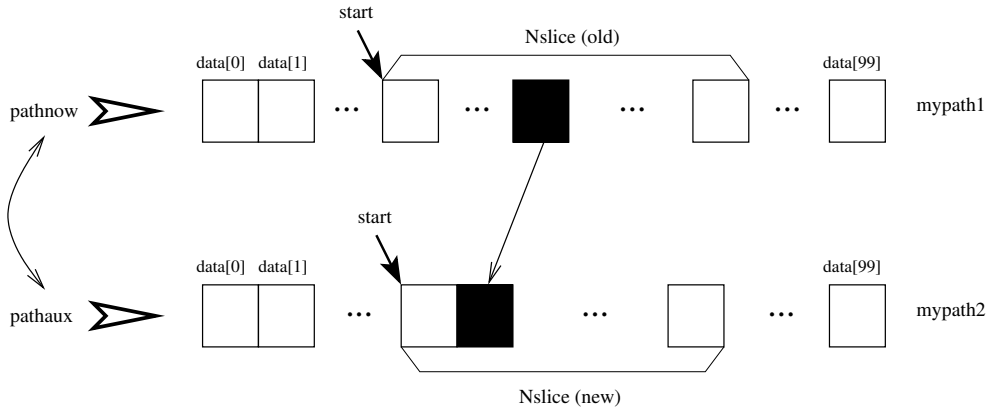 start
Nslice (old)
data[0] data[1] data[99]
pathnow ... ... ... ... mypath1
start
data[0] data[1] data[99]
pathaux ... ... ... mypath2
Nslice (new)